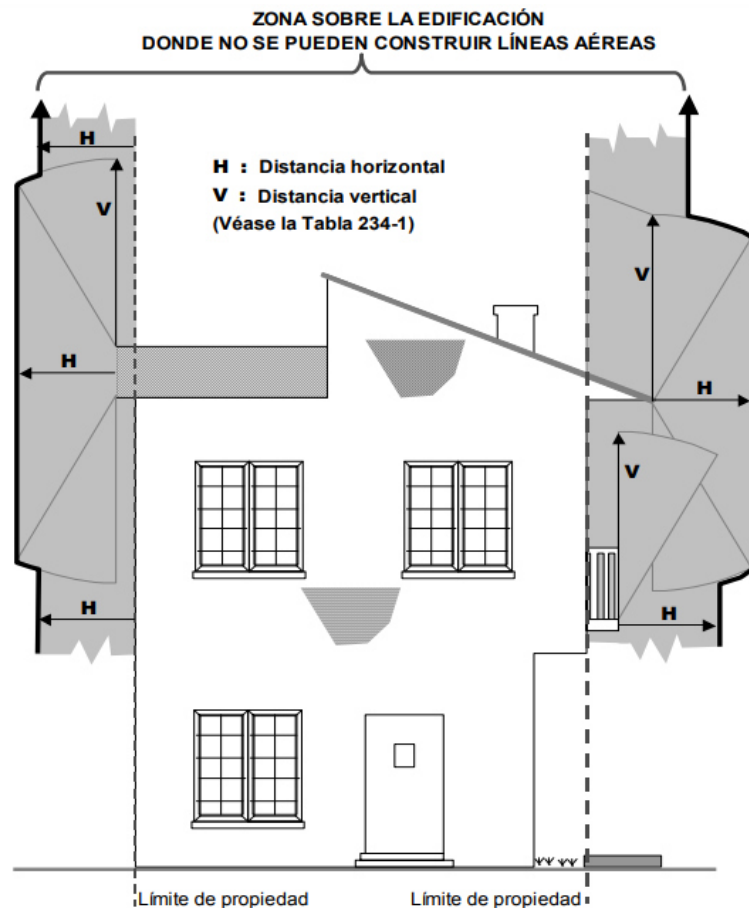 ZONA SOBRE LA EDIFICACIÓN
DONDE NO SE PUEDEN CONSTRUIR LÍNEAS AÉREAS
H
H : Distancia horizontal
V : Distancia vertical
(Véase la Tabla 234-1)
V
V
H
H
V
H
H
Límite de propiedad
Límite de propiedad